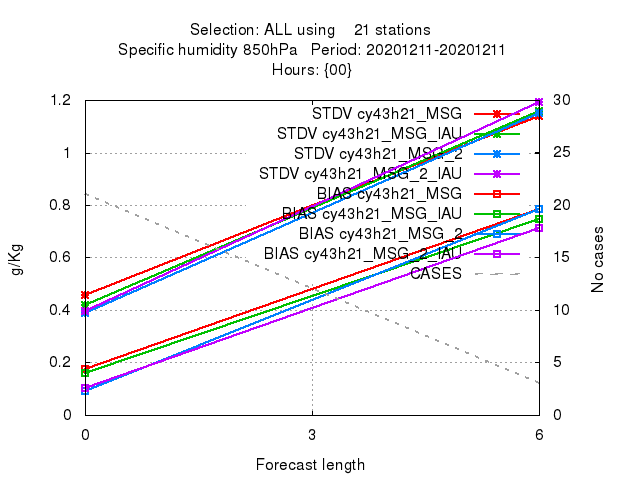 Selection: ALL using 21 stations
Specific humidity 850hPa Period: 20201211-20201211
Hours: {00}
1.2
1
0.8
0.6
0.4
0.2
0
g/Kg
STDV cy43h21_MSG
STDV cy43h21_MSG_IAU
STDV cy43h21_MSG_2
STDV cy43h21_MSG_2_IAU
BIAS cy43h21_MSG
BIAS cy43h21_MSG_IAU
BIAS cy43h21_MSG_2
BIAS cy43h21_MSG_2_IAU
CASES
30
25
20
15
10
5
0
No cases
0 3 6
Forecast length